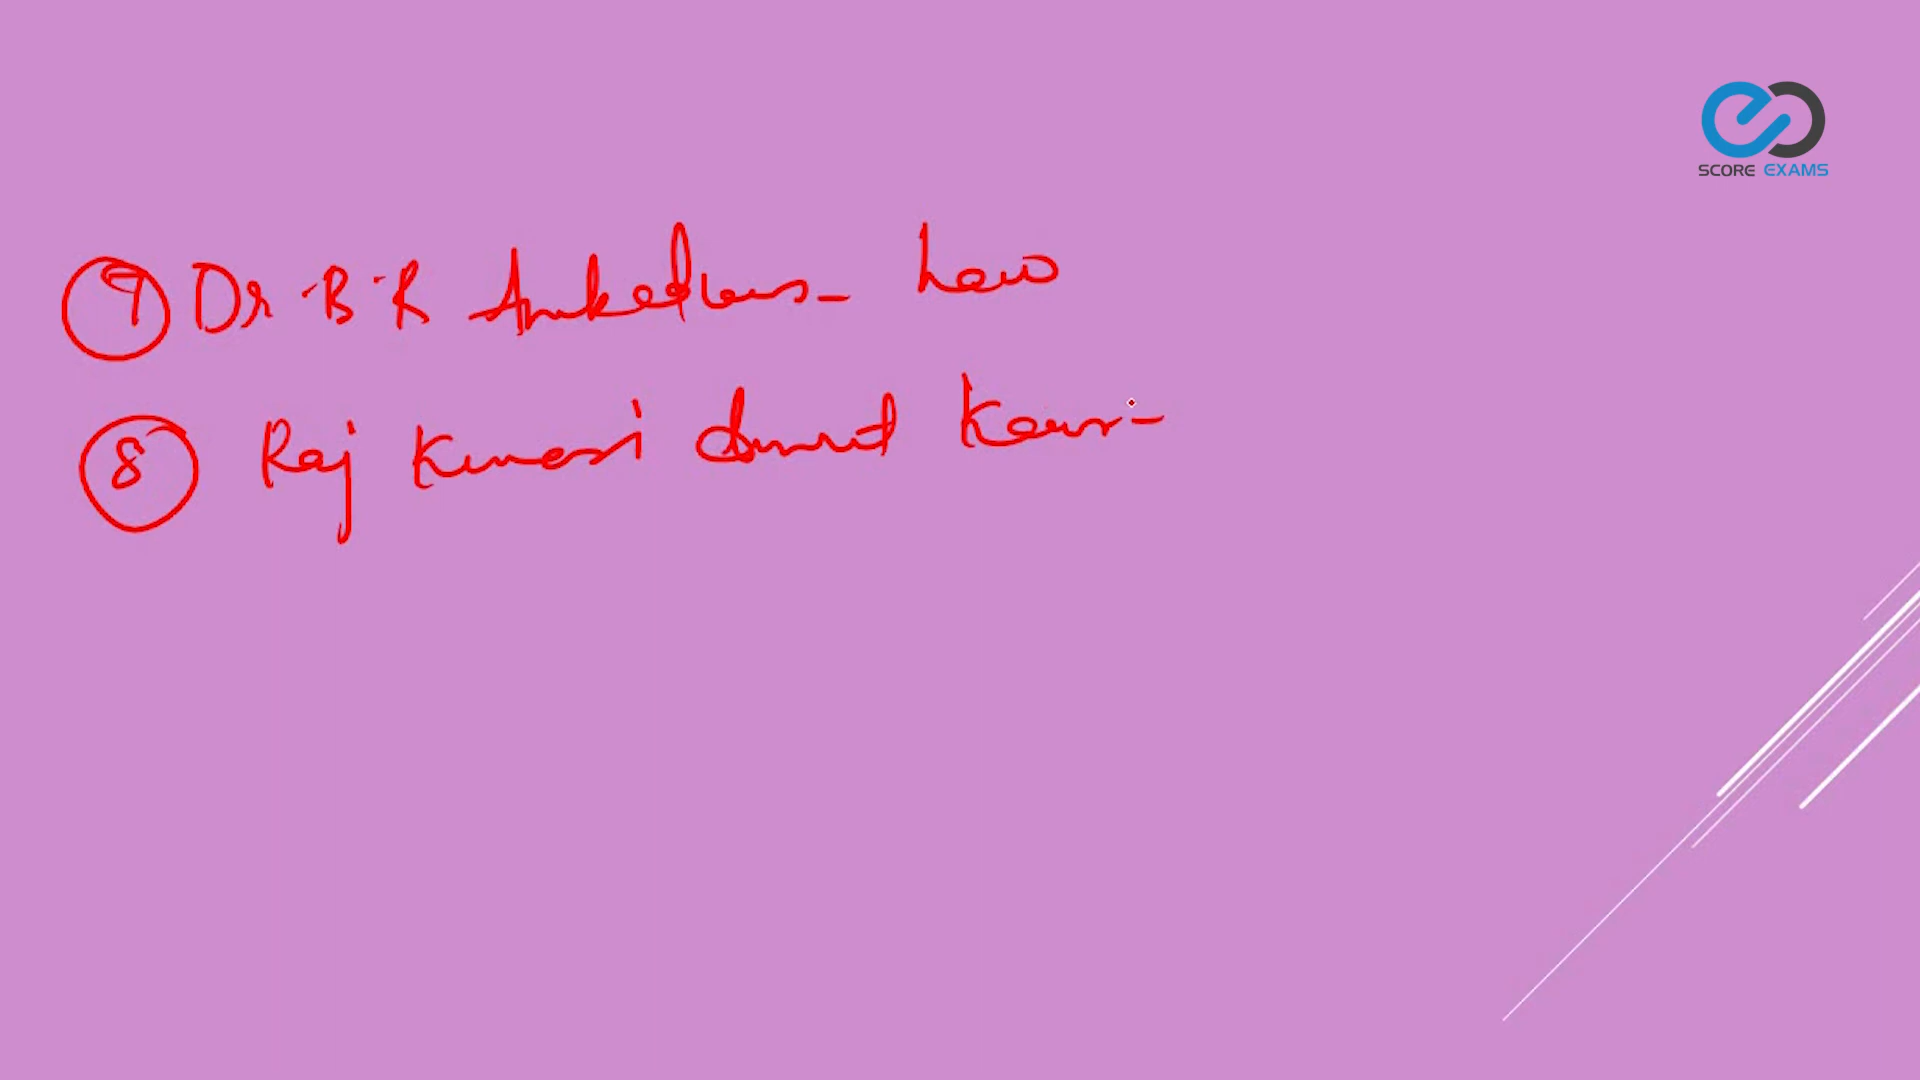 SCORE EXAMS
7 Dr. B. R Ambedkar - Law
8 Raj Kumari Amrit Kaur -